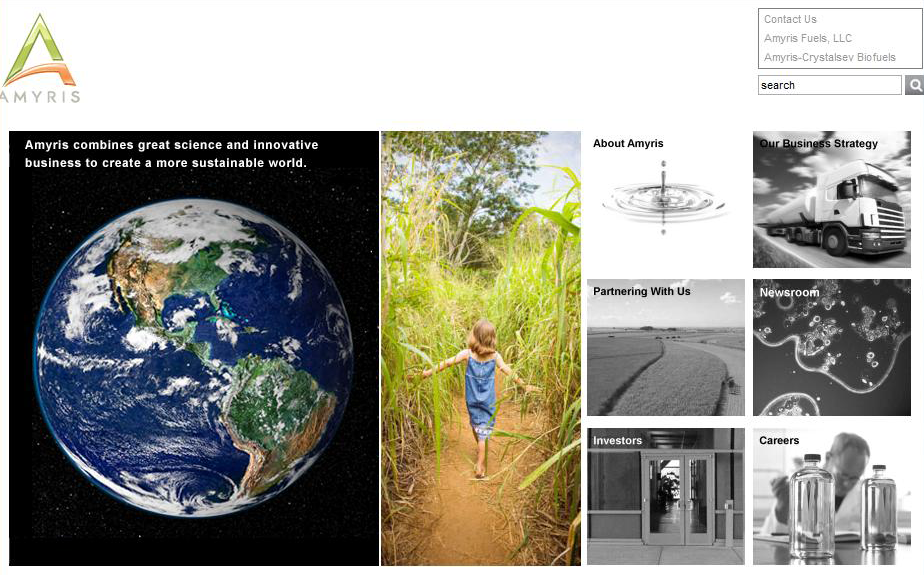 AMYRIS
Contact Us
Amyris Fuels, LLC
Amyris-Crystalsev Biofuels
search
Amyris combines great science and innovative
business to create a more sustainable world.
About Amyris
Our Business Strategy
Partnering With Us
Newsroom
Investors
Careers